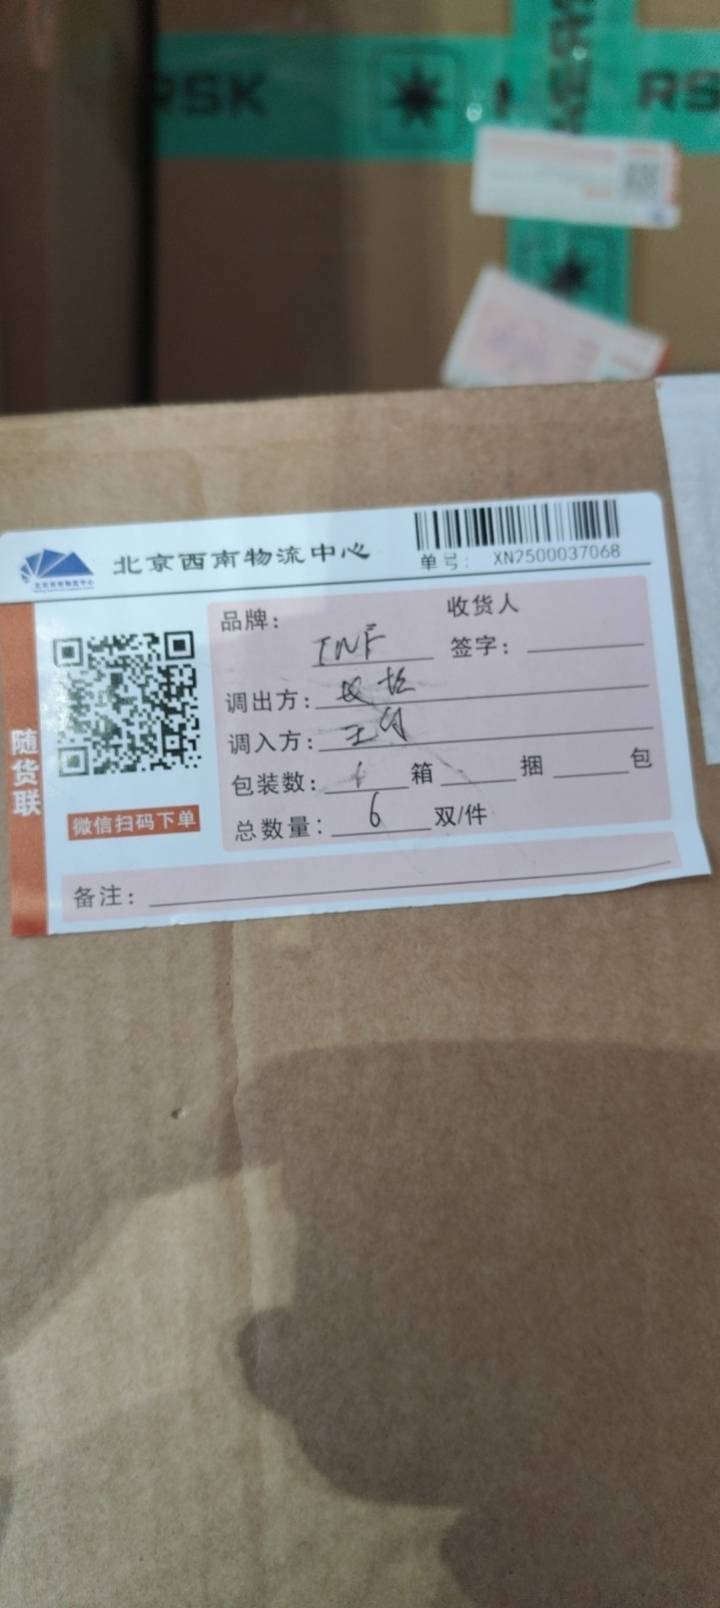 RSK
RS
北京西南物流中心
单号: XN2500037068
品牌: INF
收货人
签字:
调出方:
调入方: 王
包装数: 箱 捆 包
总数量: 6 双/件
备注:
随货联
微信扫码下单